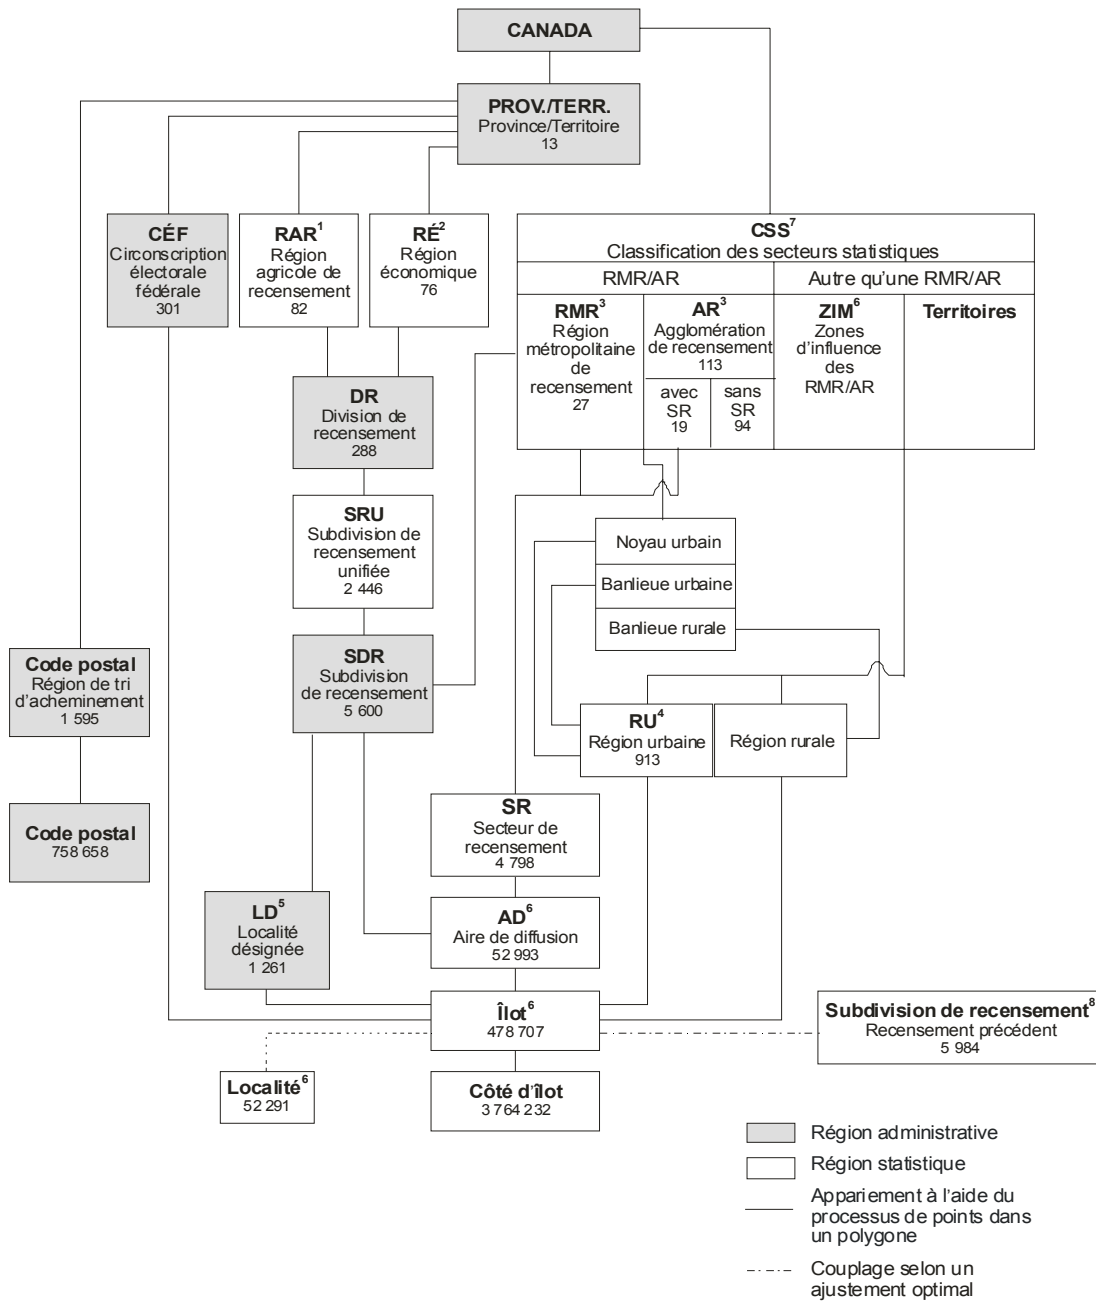 CANADA
PROV./TERR.
Province/Territoire
13
CÉF
Circonscription
électorale
fédérale
301
RAR1
Région
agricole de
recensement
82
RÉ2
Région
économique
76
CSS7
Classification des secteurs statistiques
RMR/AR
Autre qu'une RMR/AR
RMR3
Région
métropolitaine
de
recensement
27
AR3
Agglomération
de recensement
113
avec
SR
19
sans
SR
94
ZIM6
Zones
d'influence
des
RMR/AR
Territoires
DR
Division de
recensement
288
SRU
Subdivision de
recensement
unifiée
2 446
Noyau urbain
Banlieue urbaine
Banlieue rurale
SDR
Subdivision
de recensement
5 600
Code postal
Région de tri
d'acheminement
1 595
RU4
Région urbaine
913
Région rurale
Code postal
758 658
SR
Secteur de
recensement
4 798
LD5
Localité
désignée
1 261
AD6
Aire de diffusion
52 993
Îlot6
478 707
Subdivision de recensement8
Recensement précédent
5 984
Localité6
52 291
Côté d'îlot
3 764 232
Région administrative
Région statistique
Appariement à l'aide du
processus de points dans
un polygone
Couplage selon un
ajustement optimal